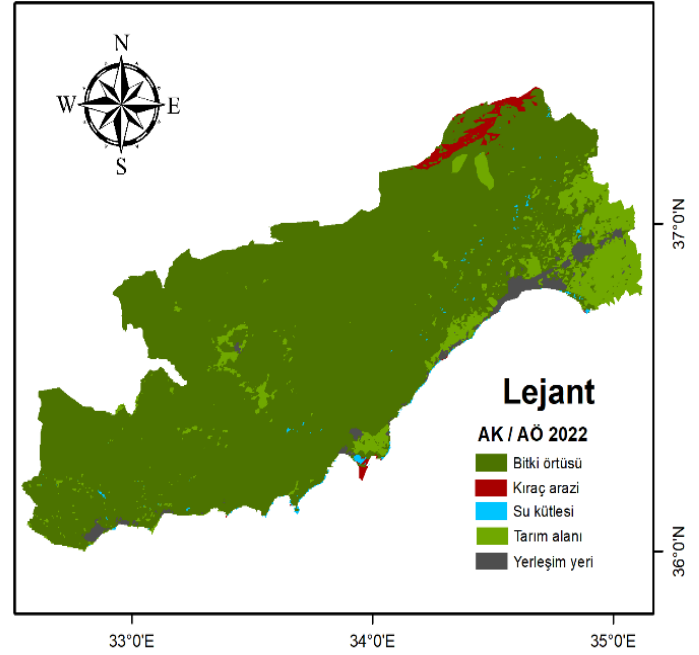 N
W E
S
37°0'N
Lejant
AK / AÖ 2022
Bitki örtüsü
Kıraç arazi
Su kütlesi
Tarım alanı
Yerleşim yeri
36°0'N
33°0'E 34°0'E 35°0'E